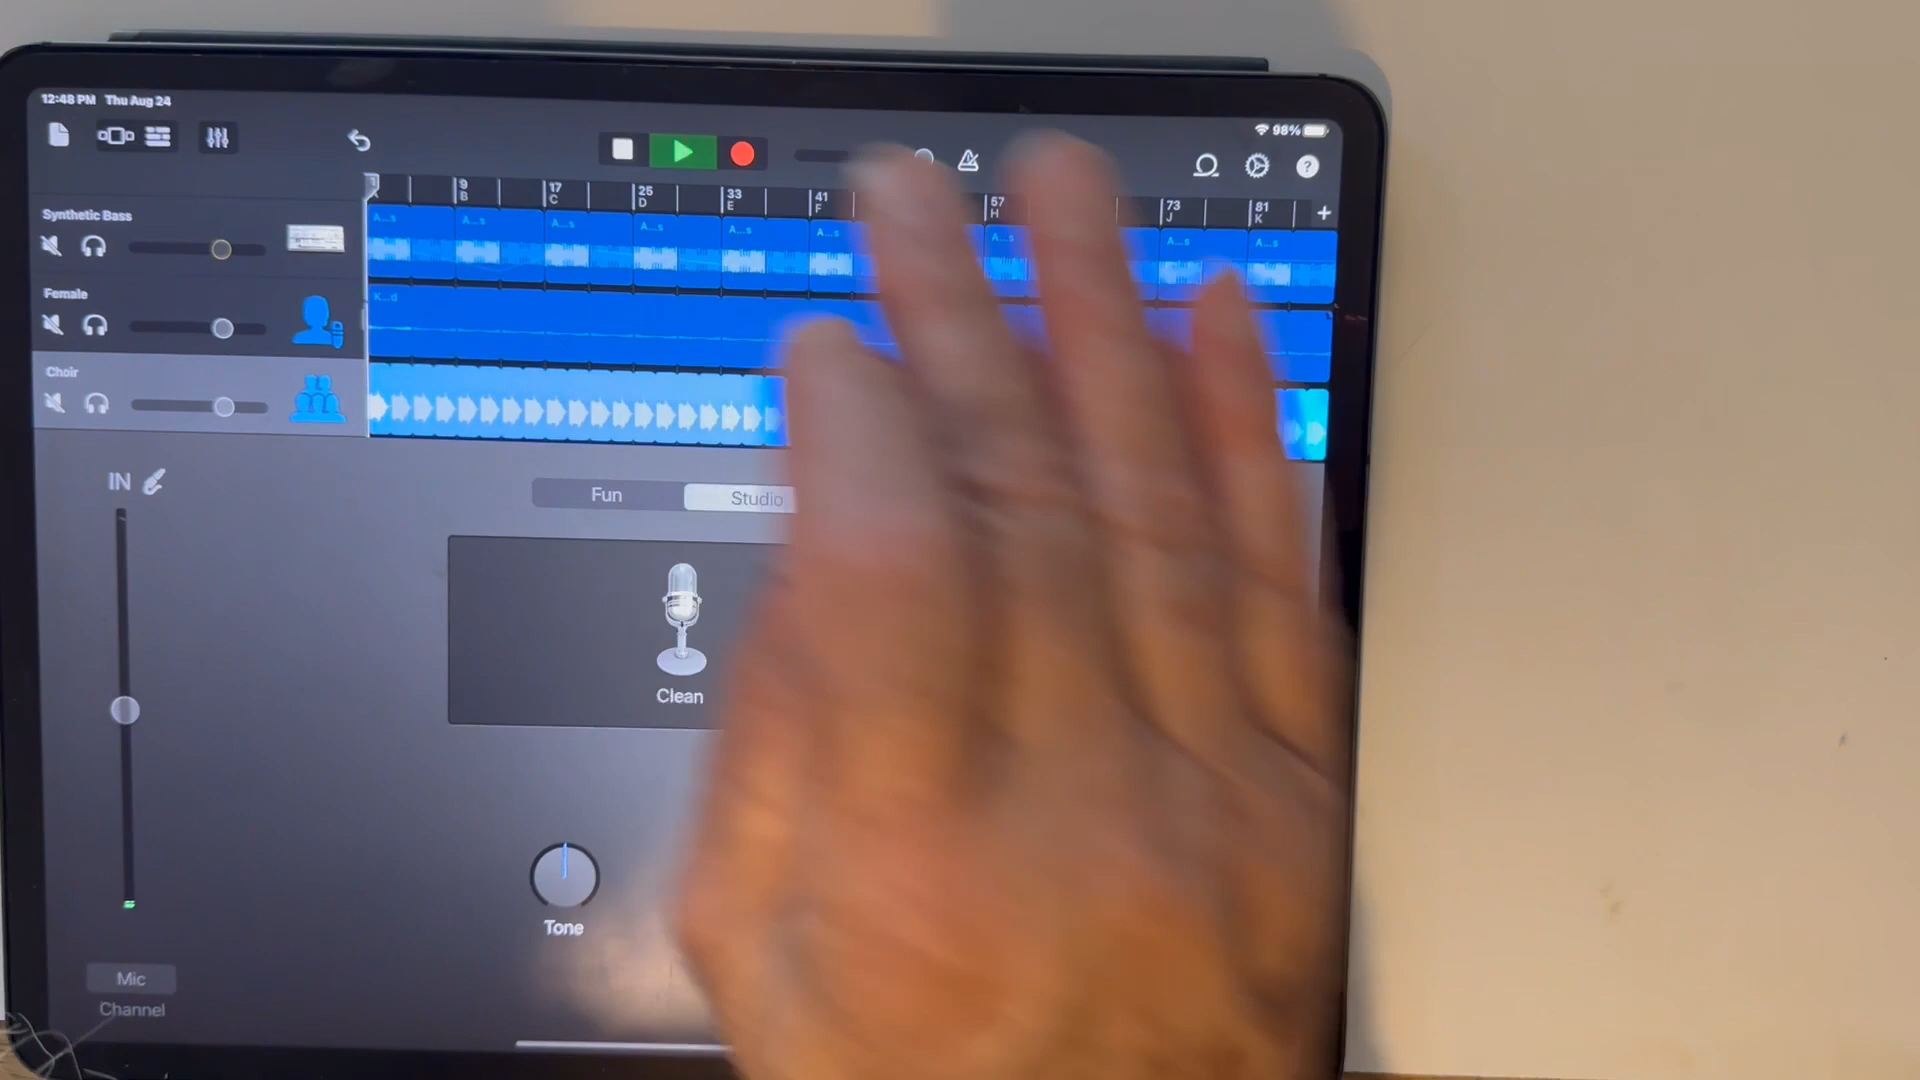 12:48 PM Thu Aug 24
98%
?
1 9 17 25 33 41 57 73 81 +
A B C D E F H J K
Synthetic Bass
A...s A...s A...s A...s A...s A...s A...s A...s A...s
Female
K...d
Choir
IN
Fun Studio
Clean
Tone
Mic
Channel